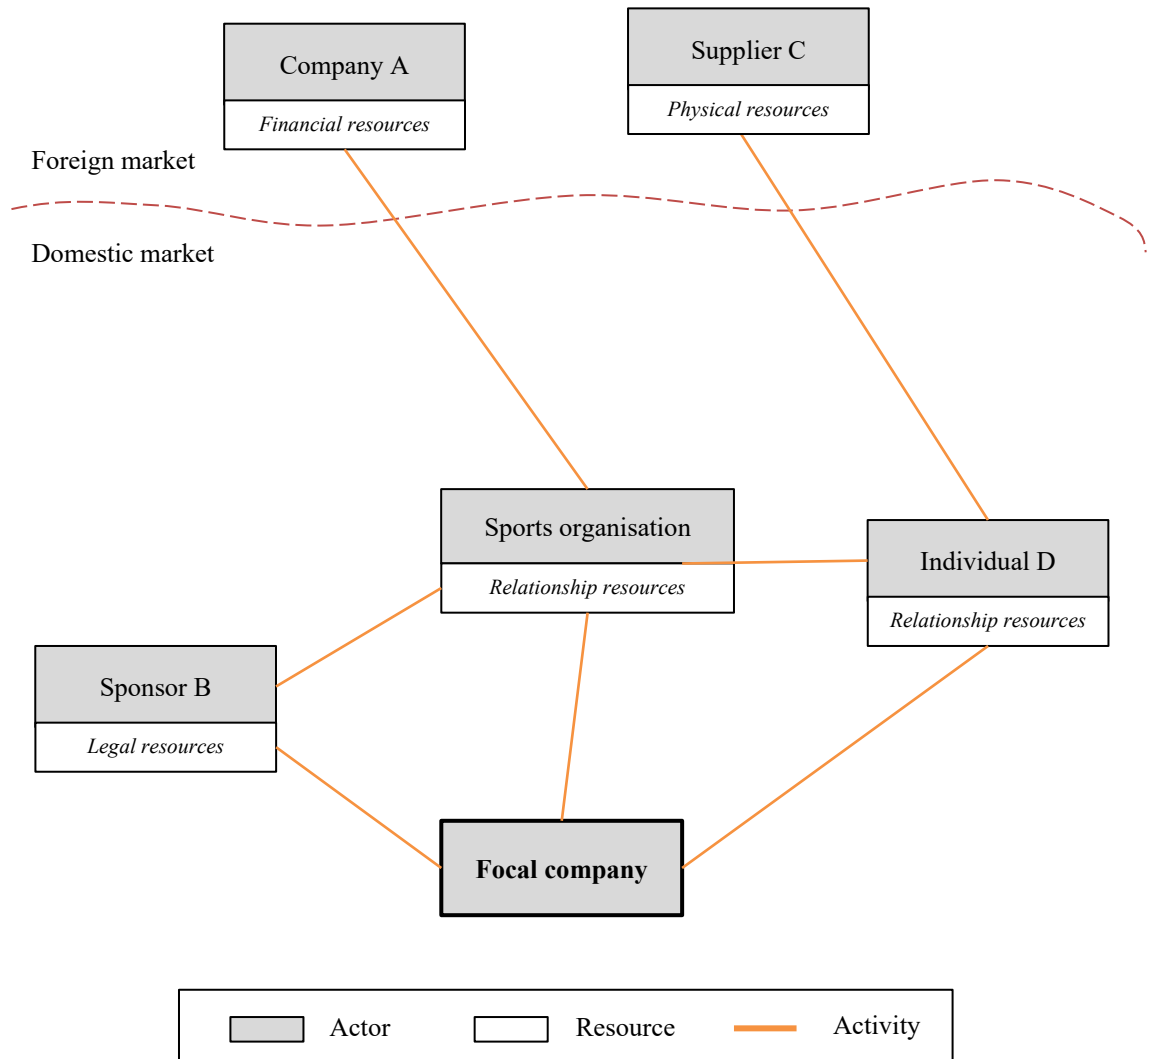 Company A
Financial resources
Supplier C
Physical resources
Foreign market
Domestic market
Sports organisation
Relationship resources
Individual D
Relationship resources
Sponsor B
Legal resources
Focal company
Actor
Resource
Activity